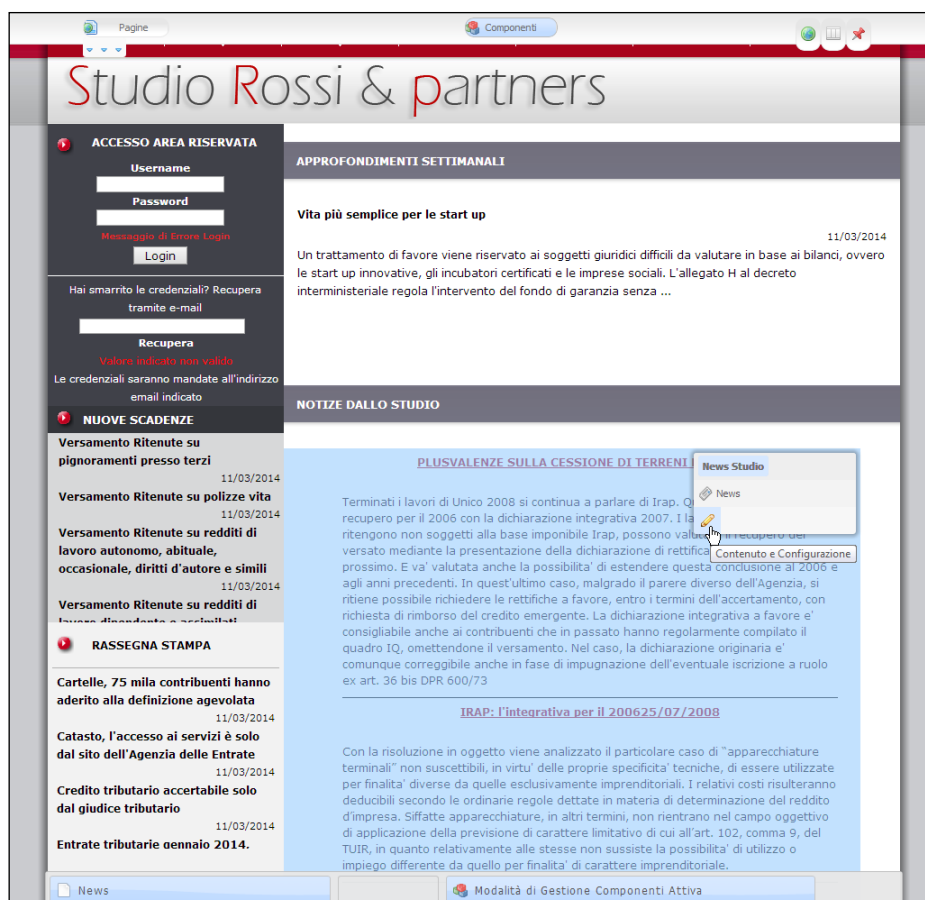 Pagine
Componenti
Studio Rossi & partners
ACCESSO AREA RISERVATA
Username
Password
Messaggio di Errore Login
Login
Hai smarrito le credenziali? Recupera
tramite e-mail
Recupera
Valore indicato non valido
Le credenziali saranno mandate all'indirizzo
email indicato
NUOVE SCADENZE
Versamento Ritenute su
pignoramenti presso terzi
11/03/2014
Versamento Ritenute su polizze vita
11/03/2014
Versamento Ritenute su redditi di
lavoro autonomo, abituale,
occasionale, diritti d'autore e simili
11/03/2014
Versamento Ritenute su redditi di
lavoro dipendente e assimilati
RASSEGNA STAMPA
Cartelle, 75 mila contribuenti hanno
aderito alla definizione agevolata
11/03/2014
Catasto, l'accesso ai servizi è solo
dal sito dell'Agenzia delle Entrate
11/03/2014
Credito tributario accertabile solo
dal giudice tributario
11/03/2014
Entrate tributarie gennaio 2014.
APPROFONDIMENTI SETTIMANALI
Vita più semplice per le start up
11/03/2014
Un trattamento di favore viene riservato ai soggetti giuridici difficili da valutare in base ai bilanci, ovvero
le start up innovative, gli incubatori certificati e le imprese sociali. L'allegato H al decreto
interministeriale regola l'intervento del fondo di garanzia senza ...
NOTIZE DALLO STUDIO
PLUSVALENZE SULLA CESSIONE DI TERRENI
News Studio
News
Contenuto e Configurazione
Terminati i lavori di Unico 2008 si continua a parlare di Irap.
recupero per il 2006 con la dichiarazione integrativa 2007. I
ritengono non soggetti alla base imponibile Irap, possono il recupero del
versato mediante la presentazione della dichiarazione di
prossimo. E va' valutata anche la possibilita' di estendere questa conclusione al 2006 e
agli anni precedenti. In quest'ultimo caso, malgrado il parere diverso dell'Agenzia, si
ritiene possibile richiedere le rettifiche a favore, entro i termini dell'accertamento, con
richiesta di rimborso del credito emergente. La dichiarazione integrativa a favore e'
consigliabile anche ai contribuenti che in passato hanno regolarmente compilato il
quadro IQ, omettendone il versamento. Nel caso, la dichiarazione originaria e'
comunque correggibile anche in fase di impugnazione dell'eventuale iscrizione a ruolo
ex art. 36 bis DPR 600/73
IRAP: l'integrativa per il 200625/07/2008
Con la risoluzione in oggetto viene analizzato il particolare caso di "apparecchiature
terminali" non suscettibili, in virtu' delle proprie specificita' tecniche, di essere utilizzate
per finalita' diverse da quelle esclusivamente imprenditoriali. I relativi costi risulteranno
deducibili secondo le ordinarie regole dettate in materia di determinazione del reddito
d'impresa. Siffatte apparecchiature, in altri termini, non rientrano nel campo oggettivo
di applicazione della previsione di carattere limitativo di cui all'art. 102, comma 9, del
TUIR, in quanto relativamente alle stesse non sussiste la possibilita' di utilizzo o
impiego differente da quello per finalita' di carattere imprenditoriale.
News
Modalità di Gestione Componenti Attiva